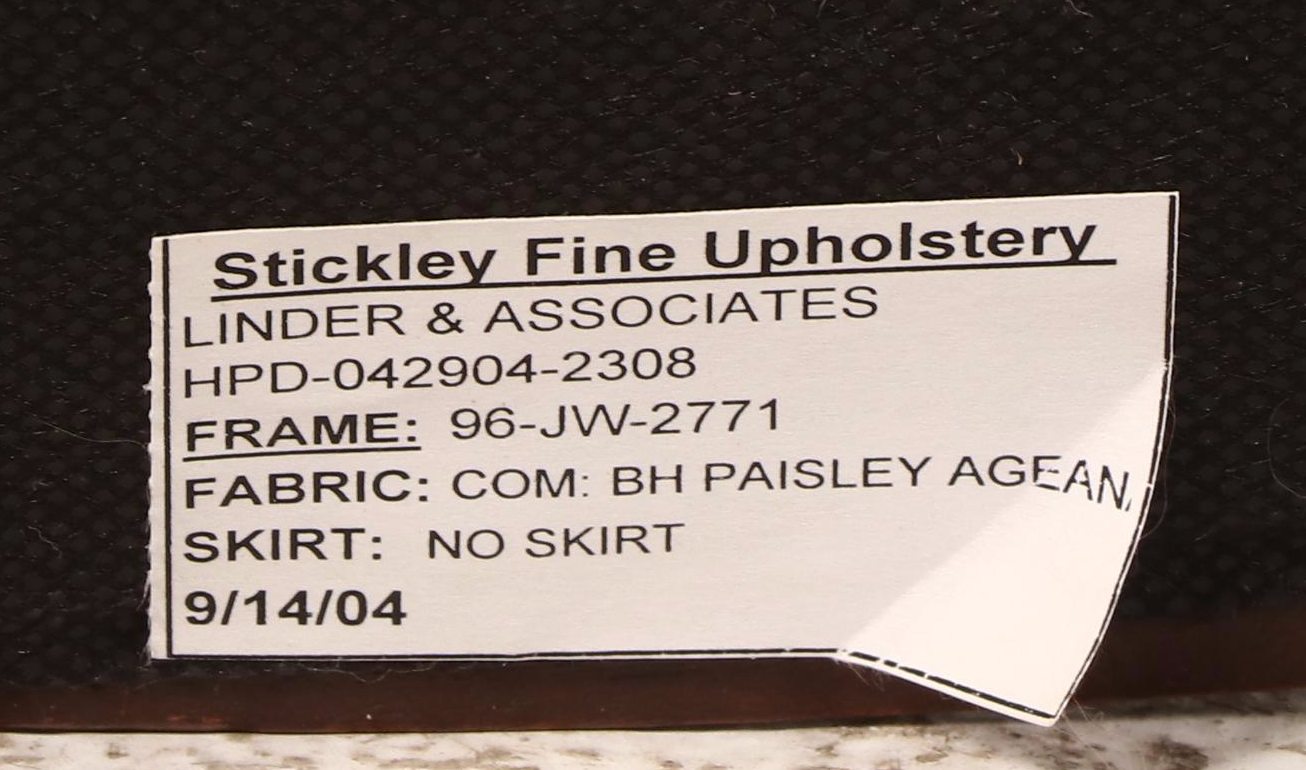 Stickley Fine Upholstery
LINDER & ASSOCIATES
HPD-042904-2308
FRAME: 96-JW-2771
FABRIC: COM: BH PAISLEY AGEAN
SKIRT: NO SKIRT
9/14/04